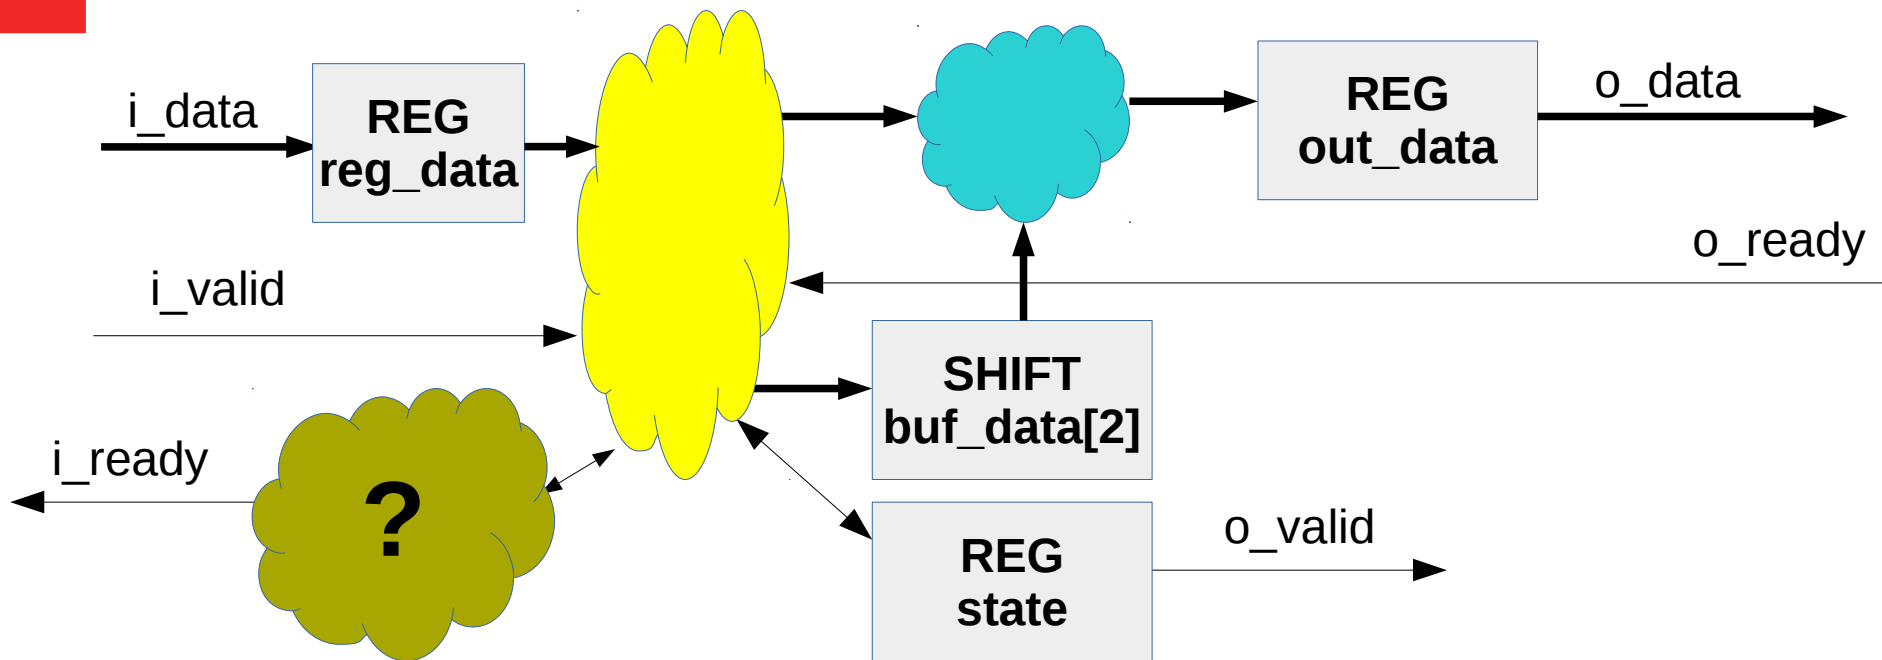 i_data
REG
reg_data
REG
out_data
o_data
o_ready
i_valid
SHIFT
buf_data[2]
i_ready
?
REG
state
o_valid